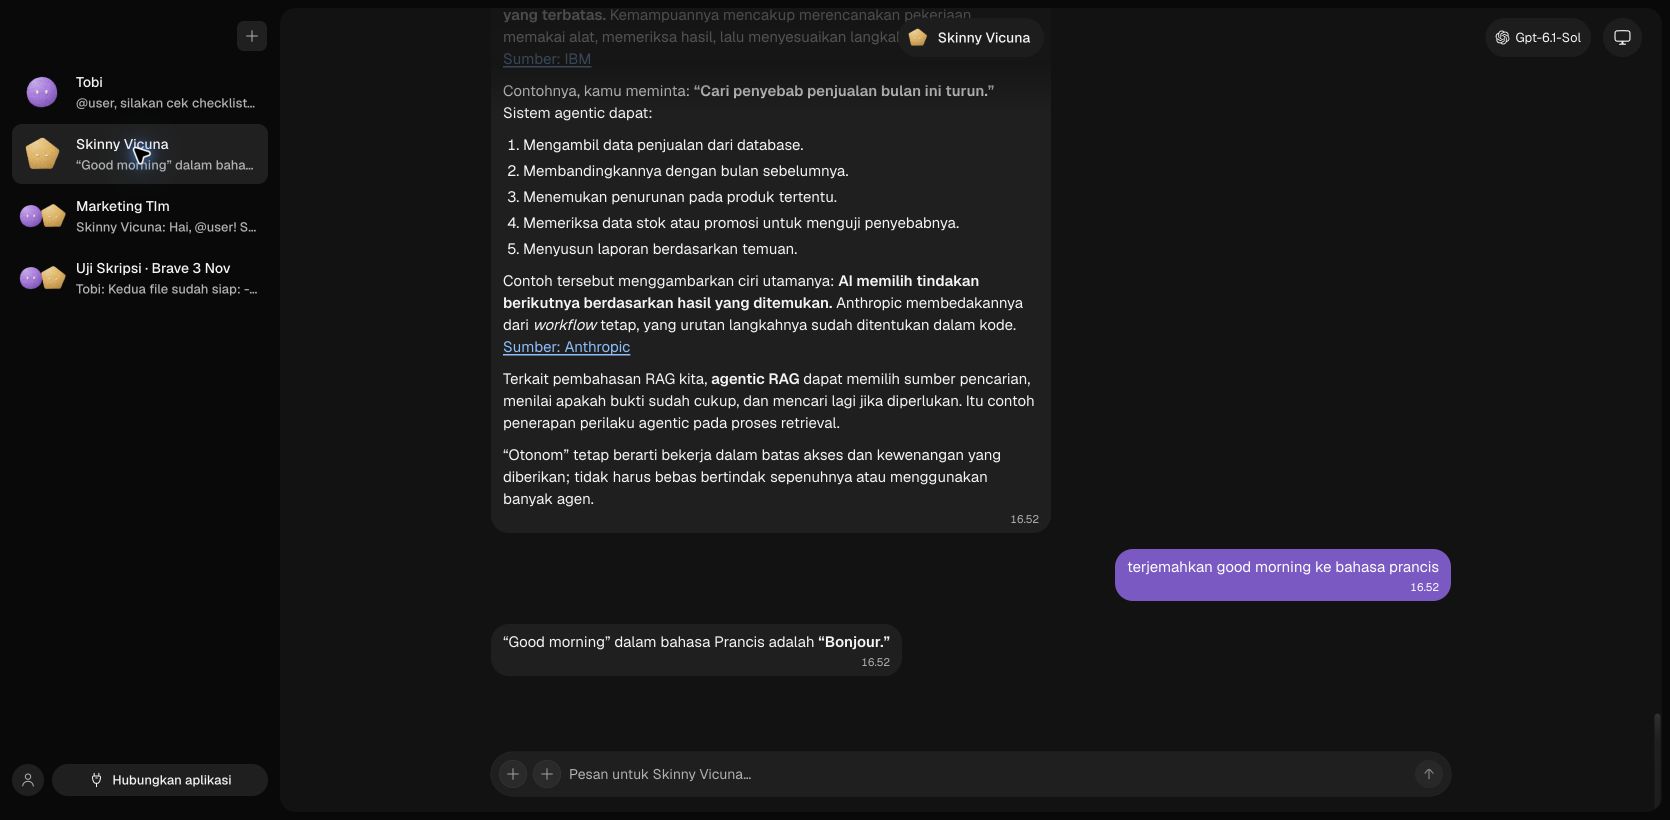 Tobi
@user, silakan cek checklist...
Skinny Vicuna
“Good morning” dalam baha...
Marketing TIm
Skinny Vicuna: Hai, @user! S...
Uji Skripsi · Brave 3 Nov
Tobi: Kedua file sudah siap: -...
Hubungkan aplikasi
Skinny Vicuna
Gpt-6.1-Sol
yang terbatas. Kemampuannya mencakup merencanakan pekerjaan,
memakai alat, memeriksa hasil, lalu menyesuaikan langka
Sumber: IBM
Contohnya, kamu meminta: “Cari penyebab penjualan bulan ini turun.”
Sistem agentic dapat:
1. Mengambil data penjualan dari database.
2. Membandingkannya dengan bulan sebelumnya.
3. Menemukan penurunan pada produk tertentu.
4. Memeriksa data stok atau promosi untuk menguji penyebabnya.
5. Menyusun laporan berdasarkan temuan.
Contoh tersebut menggambarkan ciri utamanya: AI memilih tindakan
berikutnya berdasarkan hasil yang ditemukan. Anthropic membedakannya
dari workflow tetap, yang urutan langkahnya sudah ditentukan dalam kode.
Sumber: Anthropic
Terkait pembahasan RAG kita, agentic RAG dapat memilih sumber pencarian,
menilai apakah bukti sudah cukup, dan mencari lagi jika diperlukan. Itu contoh
penerapan perilaku agentic pada proses retrieval.
“Otonom” tetap berarti bekerja dalam batas akses dan kewenangan yang
diberikan; tidak harus bebas bertindak sepenuhnya atau menggunakan
banyak agen.
16.52
terjemahkan good morning ke bahasa prancis
16.52
“Good morning” dalam bahasa Prancis adalah “Bonjour.”
16.52
Pesan untuk Skinny Vicuna...